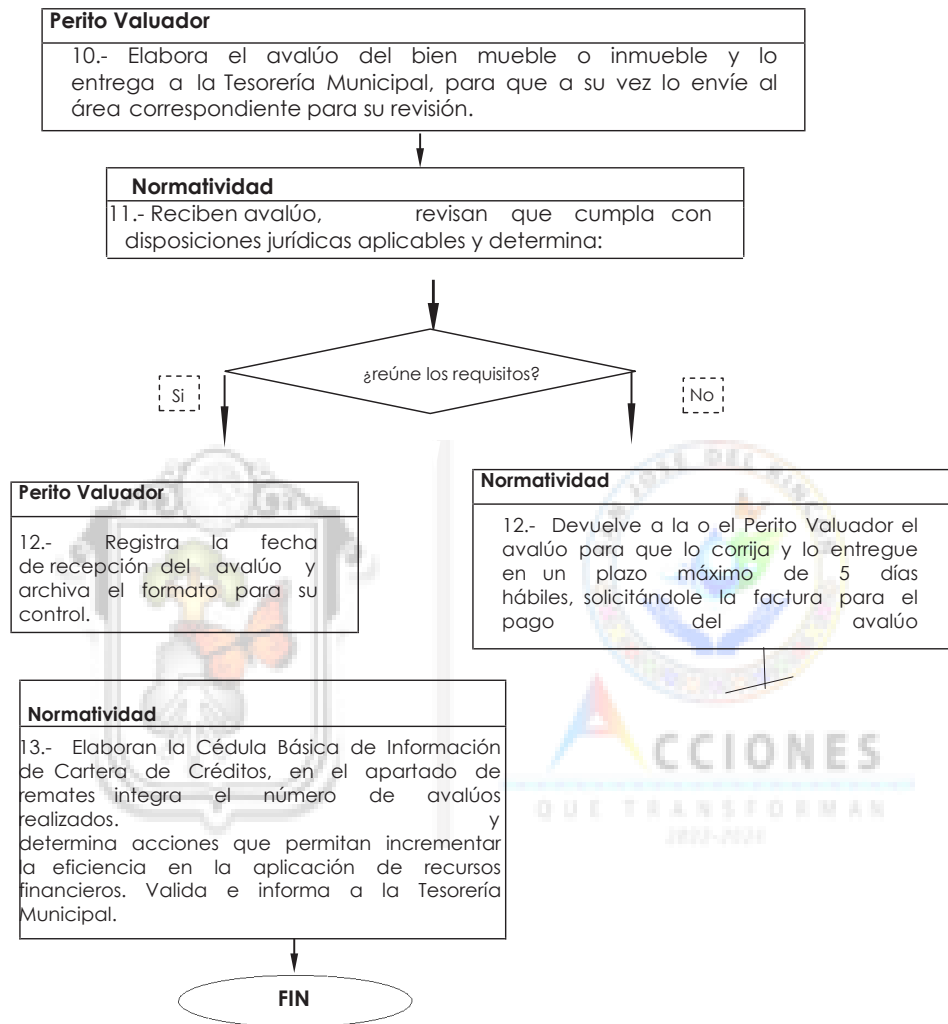 Perito Valuador
10.- Elabora el avalúo del bien mueble o inmueble y lo
entrega a la Tesorería Municipal, para que a su vez lo envíe al
área correspondiente para su revisión.
Normatividad
11.- Reciben avalúo, revisan que cumpla con
disposiciones jurídicas aplicables y determina:
¿reúne los requisitos?
Si
No
Perito Valuador
12.- Registra la fecha
de recepción del avalúo y
archiva el formato para su
control.
Normatividad
12.- Devuelve a la o el Perito Valuador el
avalúo para que lo corrija y lo entregue
en un plazo máximo de 5 días
hábiles, solicitándole la factura para el
pago del avalúo
Normatividad
13.- Elaboran la Cédula Básica de Información
de Cartera de Créditos, en el apartado de
remates integra el número de avalúos
realizados. y
determina acciones que permitan incrementar
la eficiencia en la aplicación de recursos
financieros. Valida e informa a la Tesorería
Municipal.
FIN
CCIONES
QUE TRANSFORMAN